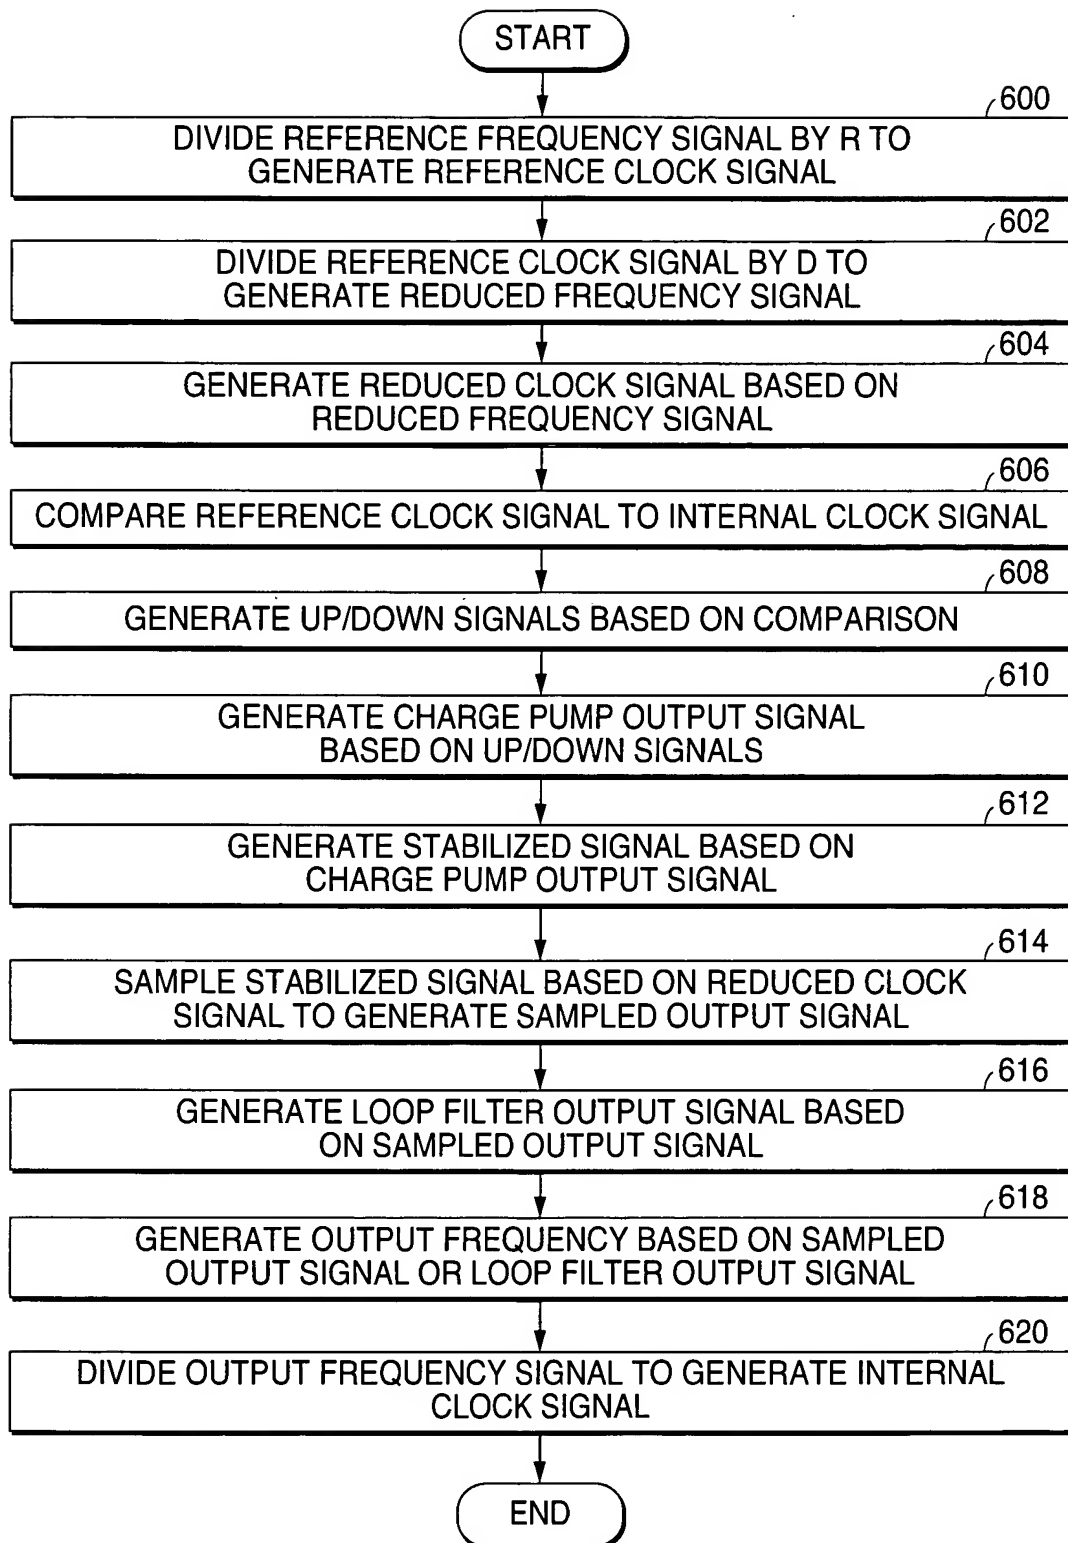 START
600
DIVIDE REFERENCE FREQUENCY SIGNAL BY R TO
GENERATE REFERENCE CLOCK SIGNAL
602
DIVIDE REFERENCE CLOCK SIGNAL BY D TO
GENERATE REDUCED FREQUENCY SIGNAL
604
GENERATE REDUCED CLOCK SIGNAL BASED ON
REDUCED FREQUENCY SIGNAL
606
COMPARE REFERENCE CLOCK SIGNAL TO INTERNAL CLOCK SIGNAL
608
GENERATE UP/DOWN SIGNALS BASED ON COMPARISON
610
GENERATE CHARGE PUMP OUTPUT SIGNAL
BASED ON UP/DOWN SIGNALS
612
GENERATE STABILIZED SIGNAL BASED ON
CHARGE PUMP OUTPUT SIGNAL
614
SAMPLE STABILIZED SIGNAL BASED ON REDUCED CLOCK
SIGNAL TO GENERATE SAMPLED OUTPUT SIGNAL
616
GENERATE LOOP FILTER OUTPUT SIGNAL BASED
ON SAMPLED OUTPUT SIGNAL
618
GENERATE OUTPUT FREQUENCY BASED ON SAMPLED
OUTPUT SIGNAL OR LOOP FILTER OUTPUT SIGNAL
620
DIVIDE OUTPUT FREQUENCY SIGNAL TO GENERATE INTERNAL
CLOCK SIGNAL
END